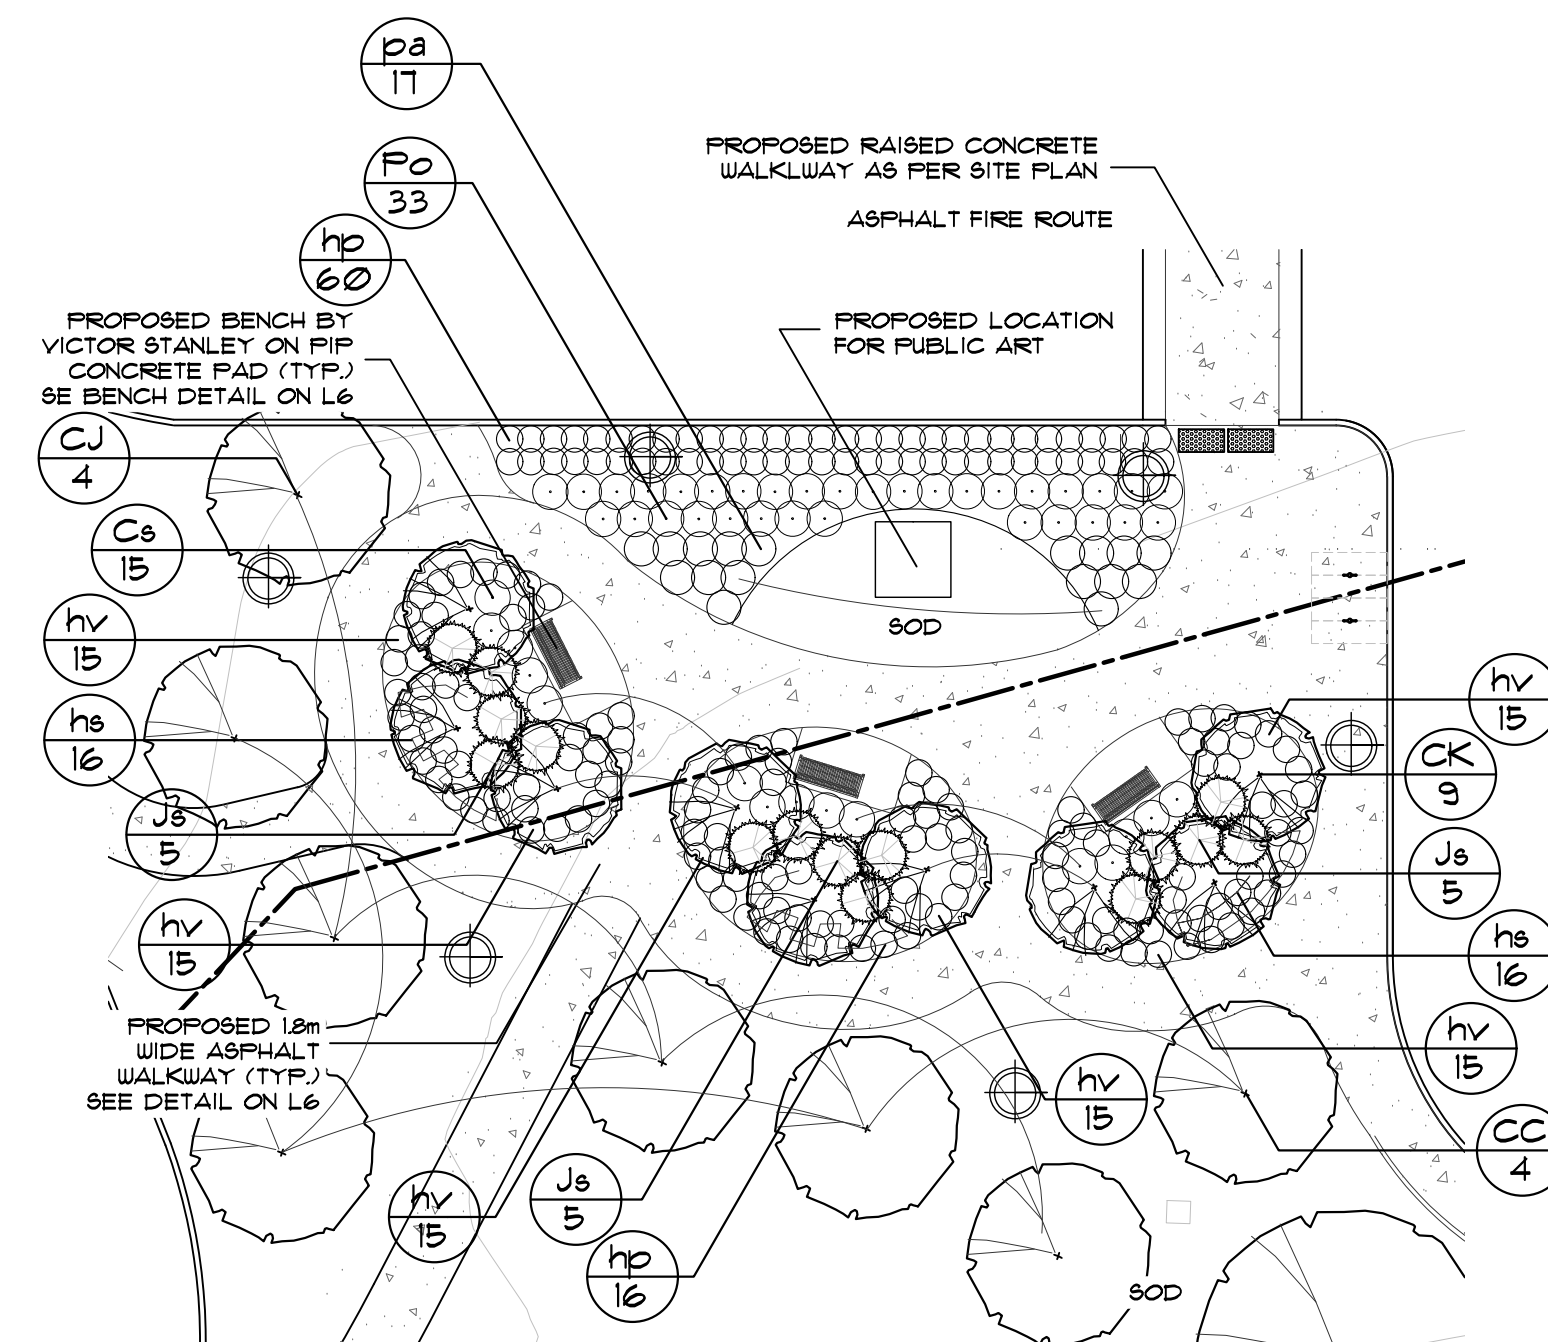 pa
17
PO
33
hp
60
PROPOSED RAISED CONCRETE
WALKLWAY AS PER SITE PLAN
ASPHALT FIRE ROUTE
PROPOSED LOCATION
FOR PUBLIC ART
PROPOSED BENCH BY
VICTOR STANLEY ON PIP
CONCRETE PAD (TYP.)
SE BENCH DETAIL ON L6
CJ
4
Cs
15
hv
15
hs
16
Js
5
hv
15
SOD
hv
15
CK
9
Js
5
hs
16
hv
15
CC
4
PROPOSED 1.8m
WIDE ASPHALT
WALKWAY (TYP.)
SEE DETAIL ON L6
hv
15
Js
5
hp
16
hv
15
SOD